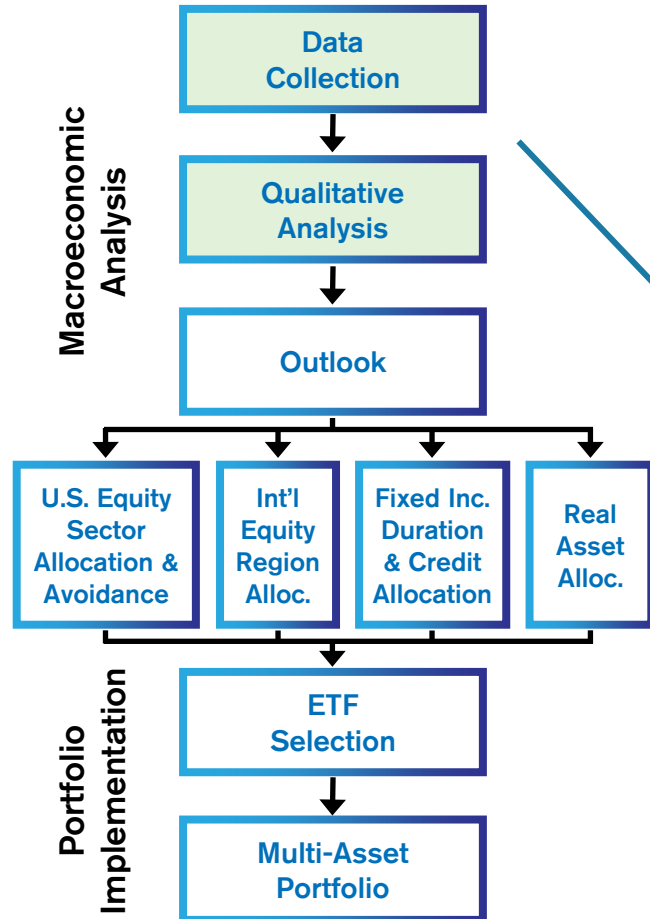 Data
Collection
Macroeconomic
Analysis
Qualitative
Analysis
Outlook
U.S. Equity
Sector
Allocation &
Avoidance
Int'l
Equity
Region
Alloc.
Fixed Inc.
Duration
& Credit
Allocation
Real
Asset
Alloc.
Portfolio
Implementation
ETF
Selection
Multi-Asset
Portfolio